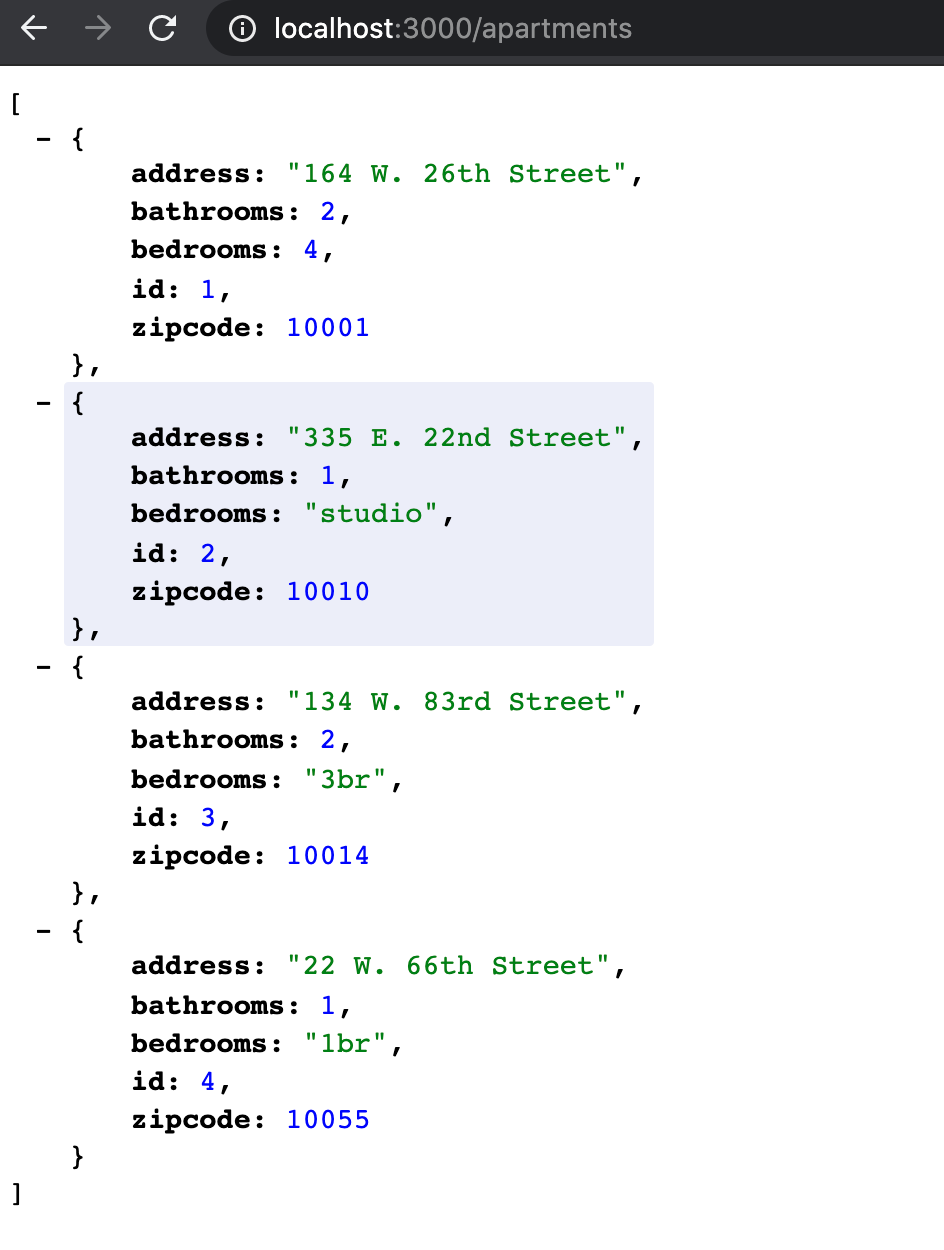 localhost:3000/apartments
[
- {
address: "164 W. 26th Street",
bathrooms: 2,
bedrooms: 4,
id: 1,
zipcode: 10001
},
- {
address: "335 E. 22nd Street",
bathrooms: 1,
bedrooms: "studio",
id: 2,
zipcode: 10010
},
- {
address: "134 W. 83rd Street",
bathrooms: 2,
bedrooms: "3br",
id: 3,
zipcode: 10014
},
- {
address: "22 W. 66th Street",
bathrooms: 1,
bedrooms: "1br",
id: 4,
zipcode: 10055
}
]